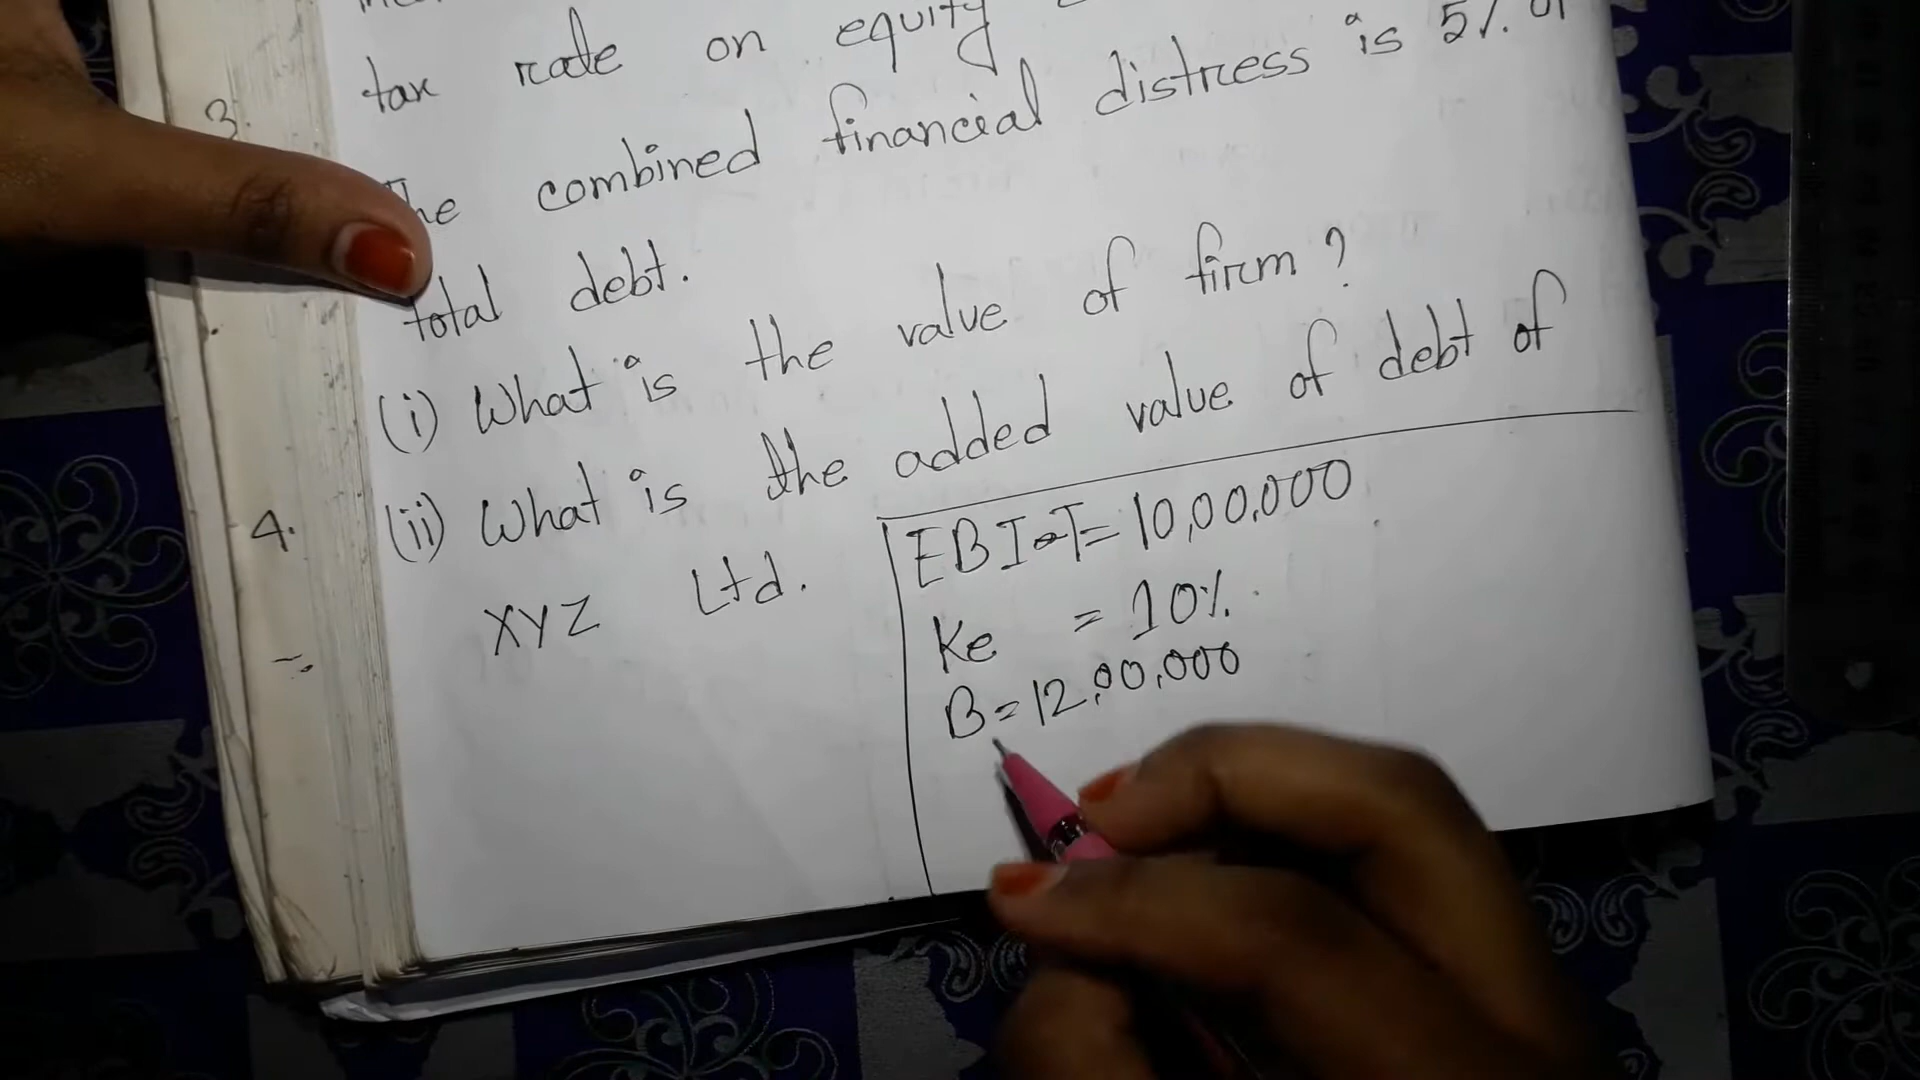 tax rate on equity
3.
The combined financial distress is 5% of
total debt.
(i) What is the value of firm?
(ii) What is the added value of debt of
4.
XYZ Ltd.
EBIT = 10,00,000
Ke = 10%
B = 12,00,000